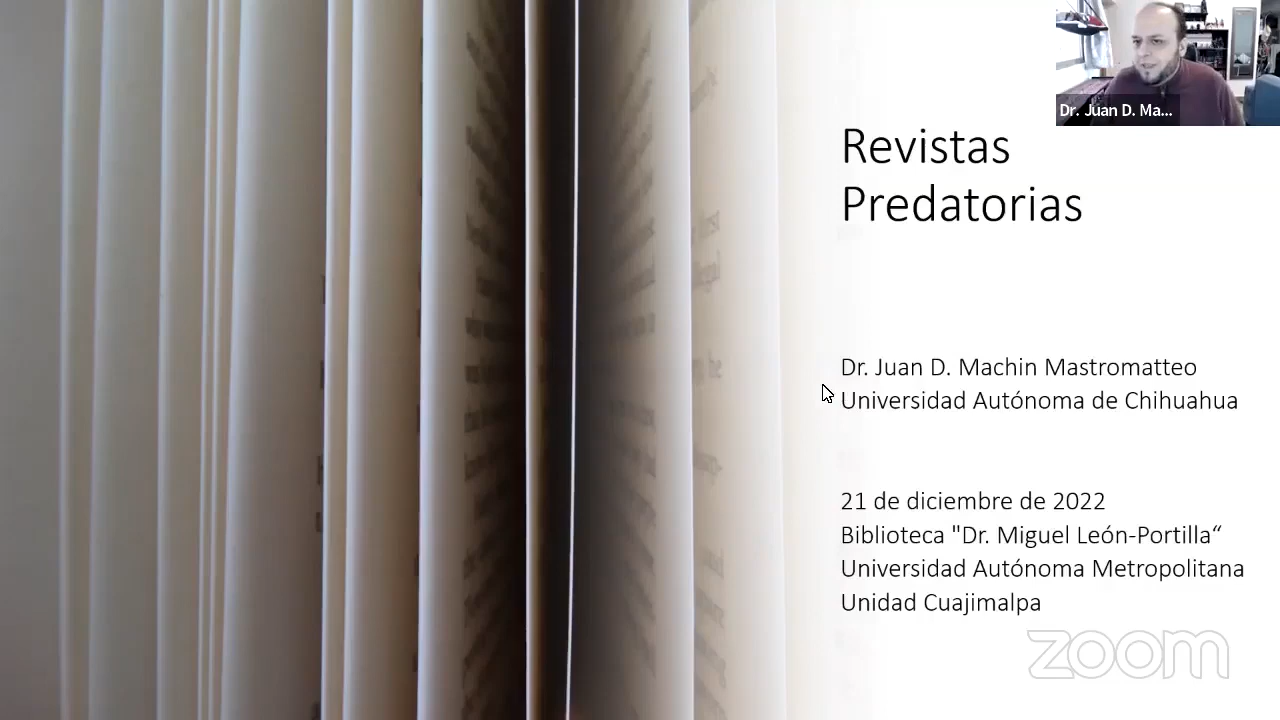 Dr. Juan D. Ma...
Revistas
Predatorias
Dr. Juan D. Machin Mastromatteo
Universidad Autónoma de Chihuahua
21 de diciembre de 2022
Biblioteca "Dr. Miguel León-Portilla“
Universidad Autónoma Metropolitana
Unidad Cuajimalpa
zoom